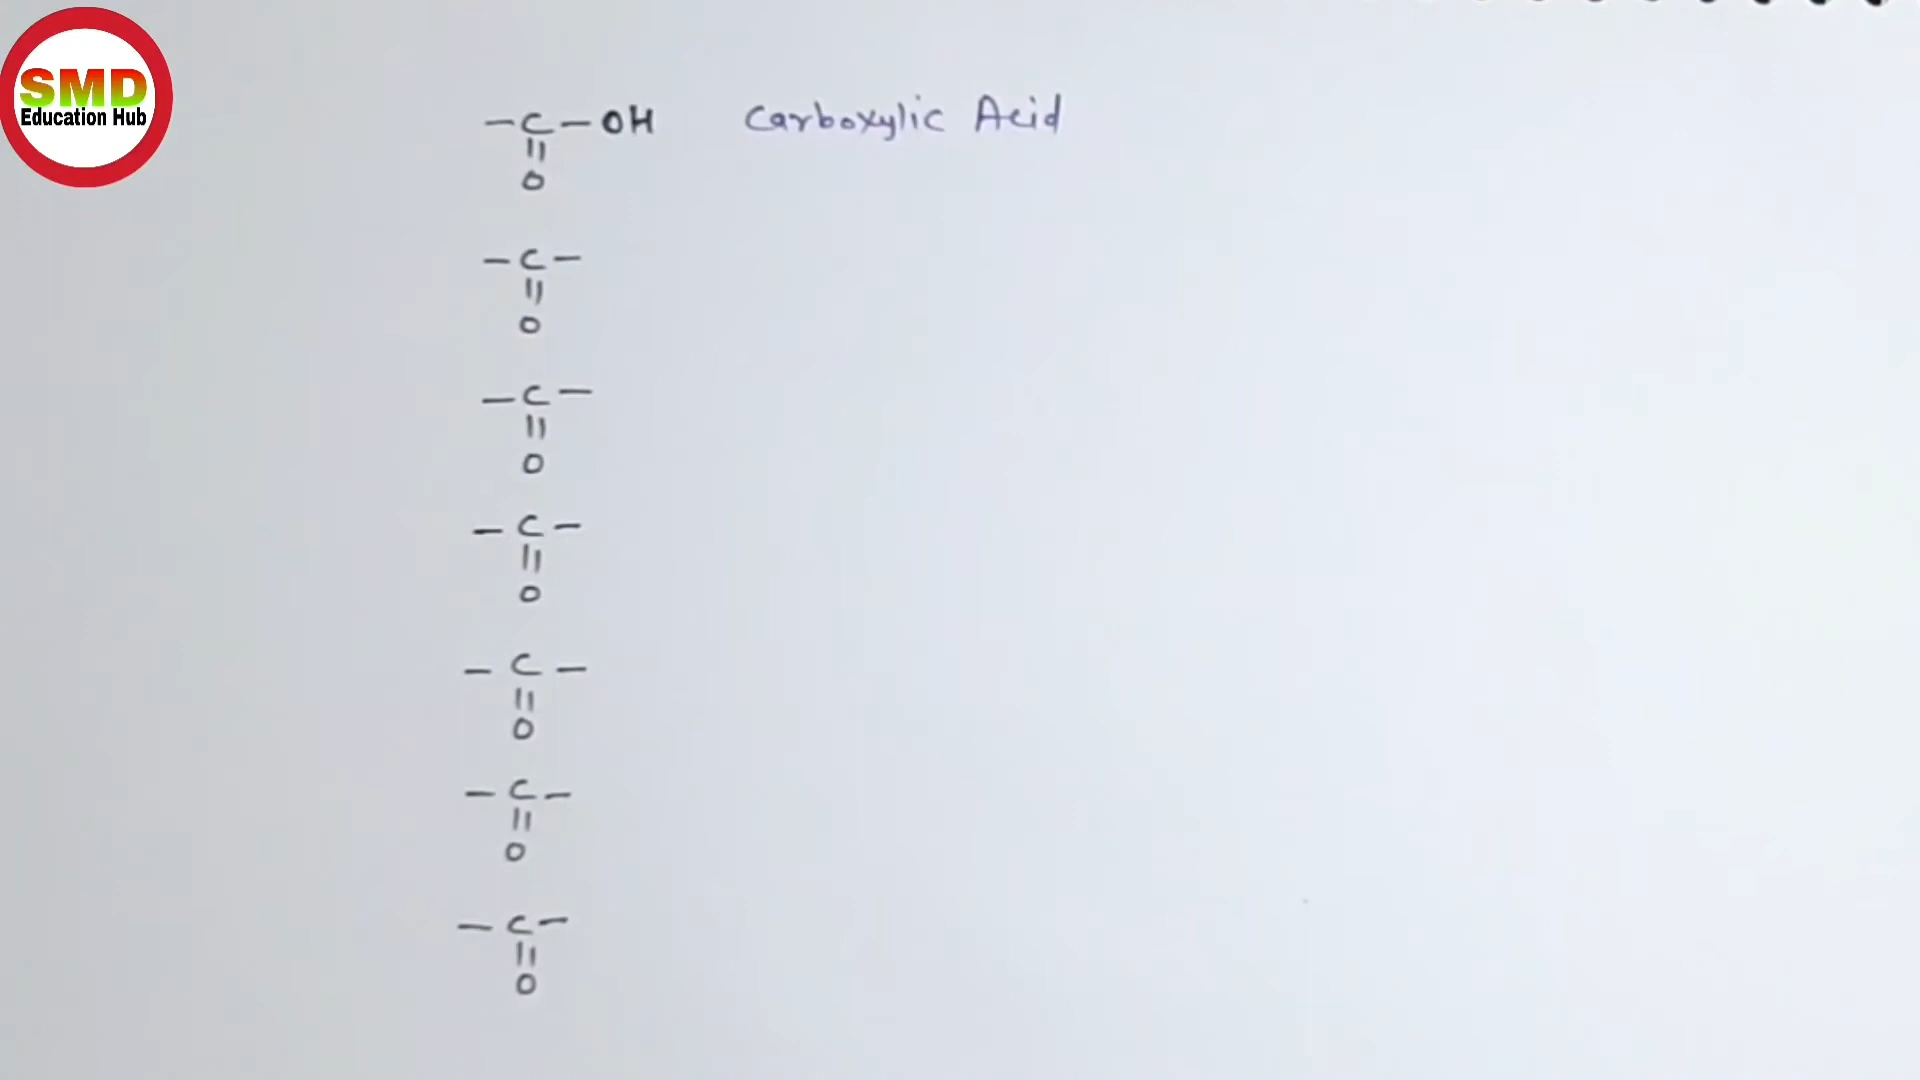 SMD
Education Hub
-C-OH Carboxylic Acid
||
O
-C-
||
O
-C-
||
O
-C-
||
O
-C-
||
O
-C-
||
O
-C-
||
O